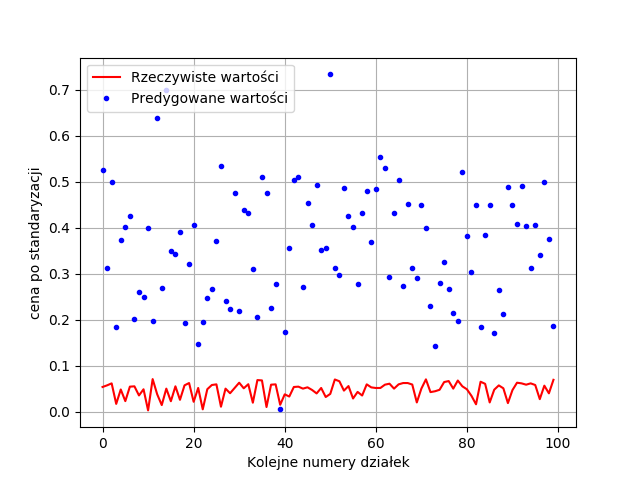 Rzeczywiste wartości
Predygowane wartości
cena po standaryzacji
0.7
0.6
0.5
0.4
0.3
0.2
0.1
0.0
0 20 40 60 80 100
Kolejne numery działek